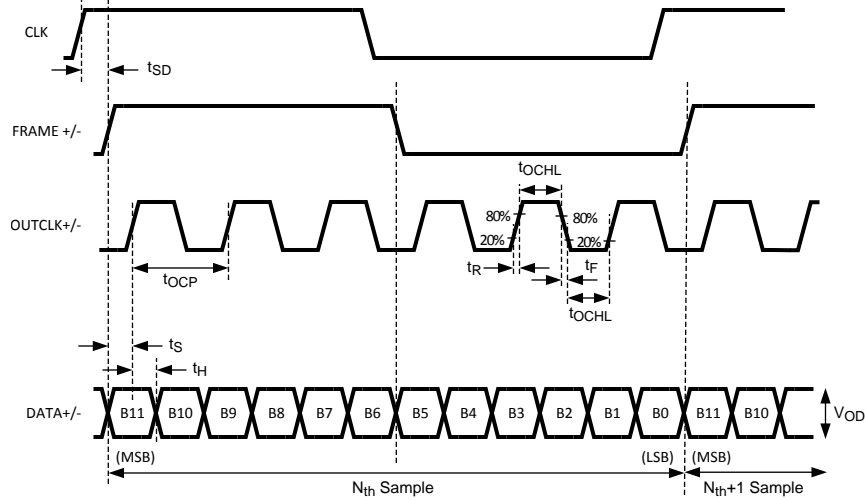 CLK
tSD
FRAME +/-
tOCHL
OUTCLK+/-
80%
80%
20%
20%
tOCP
tR
tF
tOCHL
tS
tH
DATA+/-
B11 B10 B9 B8 B7 B6 B5 B4 B3 B2 B1 B0 B11 B10
VOD
(MSB) (LSB) (MSB)
Nth Sample Nth+1 Sample